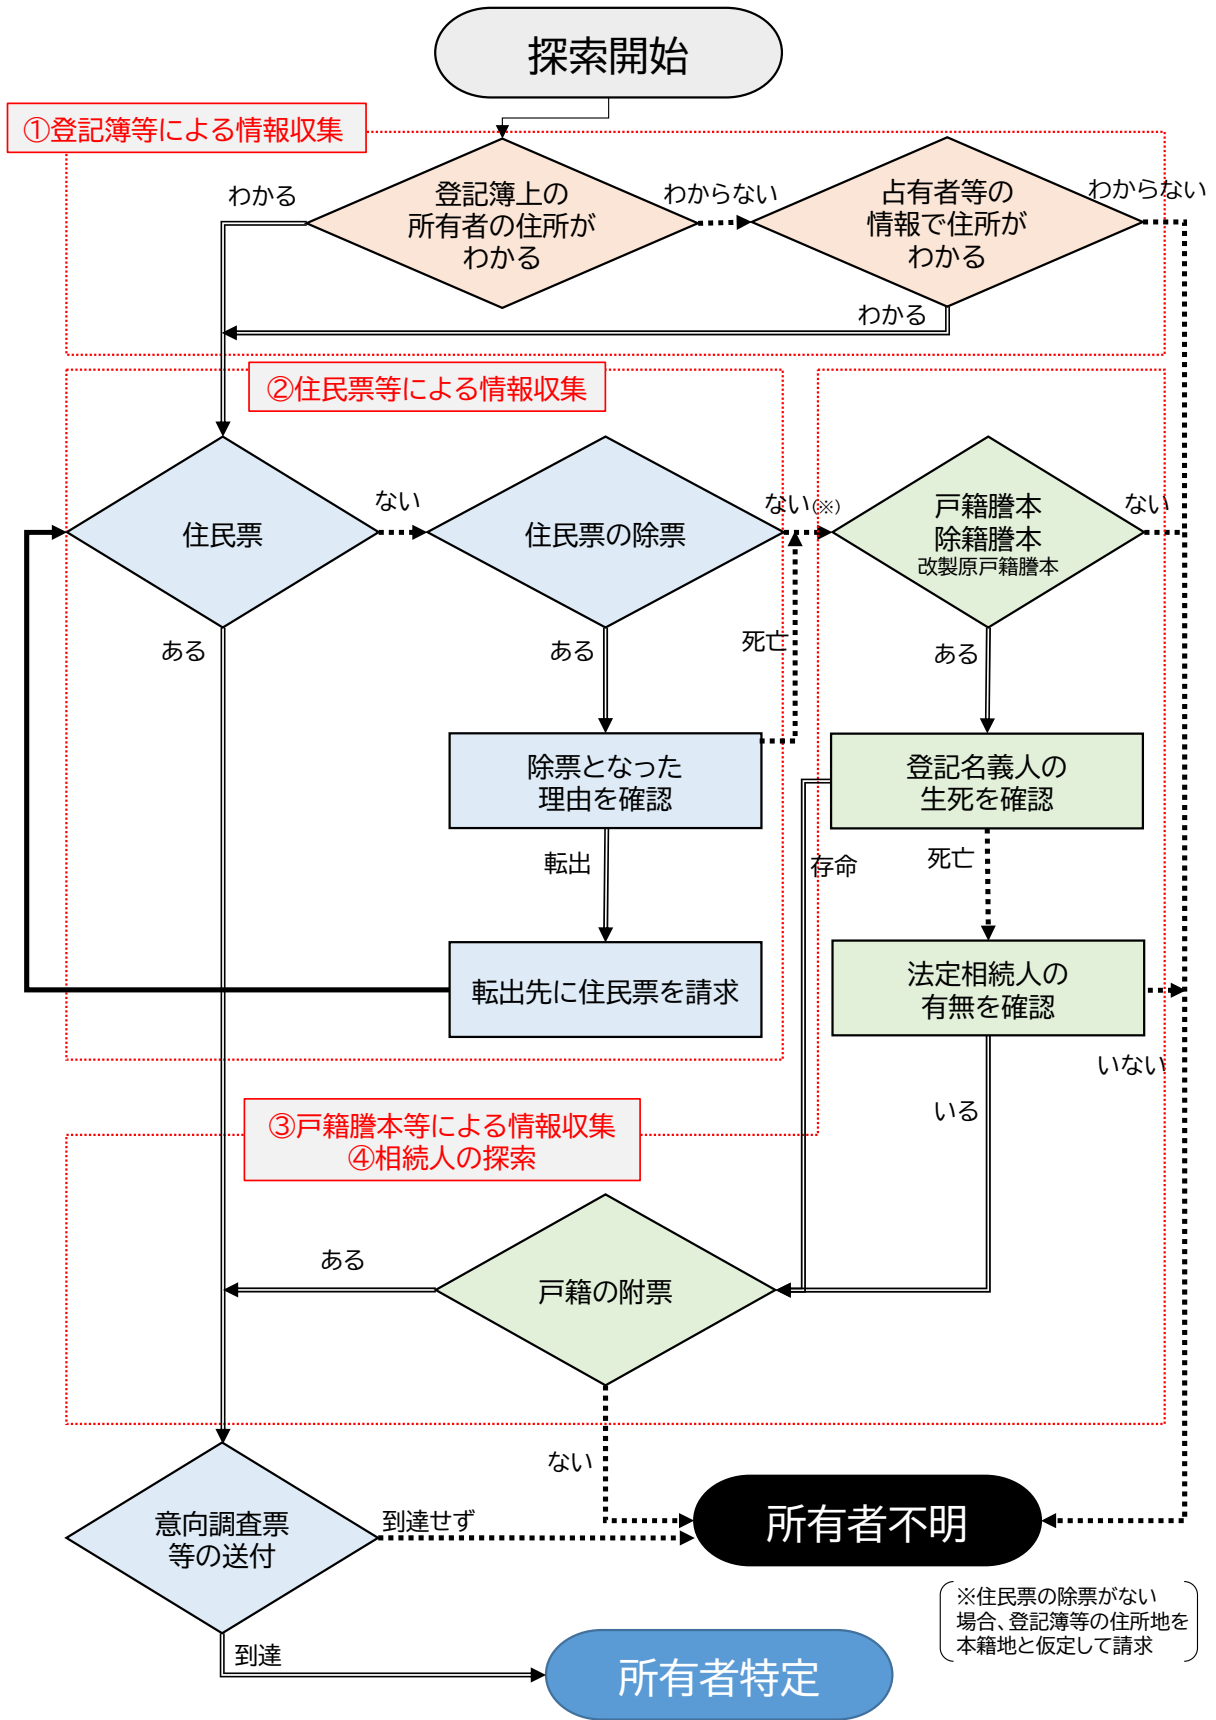 探索開始
①登記簿等による情報収集
わかる
登記簿上の
所有者の住所が
わかる
わからない
占有者等の
情報で住所が
わかる
わからない
わかる
②住民票等による情報収集
住民票
ない
住民票の除票
ない(※)
戸籍謄本
除籍謄本
改製原戸籍謄本
ない
ある
ある
死亡
ある
除票となった
理由を確認
登記名義人の
生死を確認
転出
存命
死亡
転出先に住民票を請求
法定相続人の
有無を確認
いない
いる
③戸籍謄本等による情報収集
④相続人の探索
ある
戸籍の附票
ない
意向調査票
等の送付
到達せず
所有者不明
※住民票の除票がない
場合、登記簿等の住所地を
本籍地と仮定して請求
到達
所有者特定